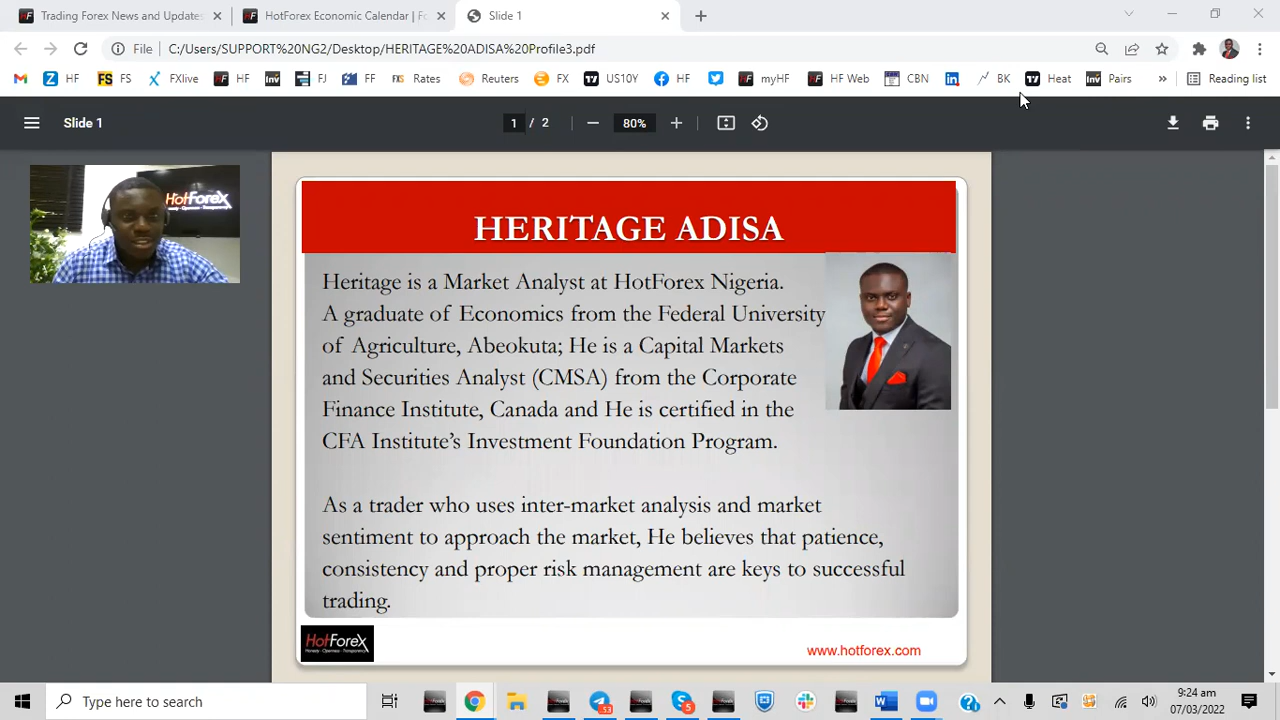 Trading Forex News and Updates
HotForex Economic Calendar | Fo
Slide 1
File C:/Users/SUPPORT%20NG2/Desktop/HERITAGE%20ADISA%20Profile3.pdf
HF FS FXlive HF FJ FF Rates Reuters FX US10Y HF myHF HF Web CBN BK Heat Pairs » Reading list
Slide 1
1 / 2
80%
HotForex
HERITAGE ADISA
Heritage is a Market Analyst at HotForex Nigeria.
A graduate of Economics from the Federal University
of Agriculture, Abeokuta; He is a Capital Markets
and Securities Analyst (CMSA) from the Corporate
Finance Institute, Canada and He is certified in the
CFA Institute's Investment Foundation Program.
As a trader who uses inter-market analysis and market
sentiment to approach the market, He believes that patience,
consistency and proper risk management are keys to successful
trading.
HotForex
Honesty - Openness - Transparency
www.hotforex.com
Type here to search
9:24 am
07/03/2022